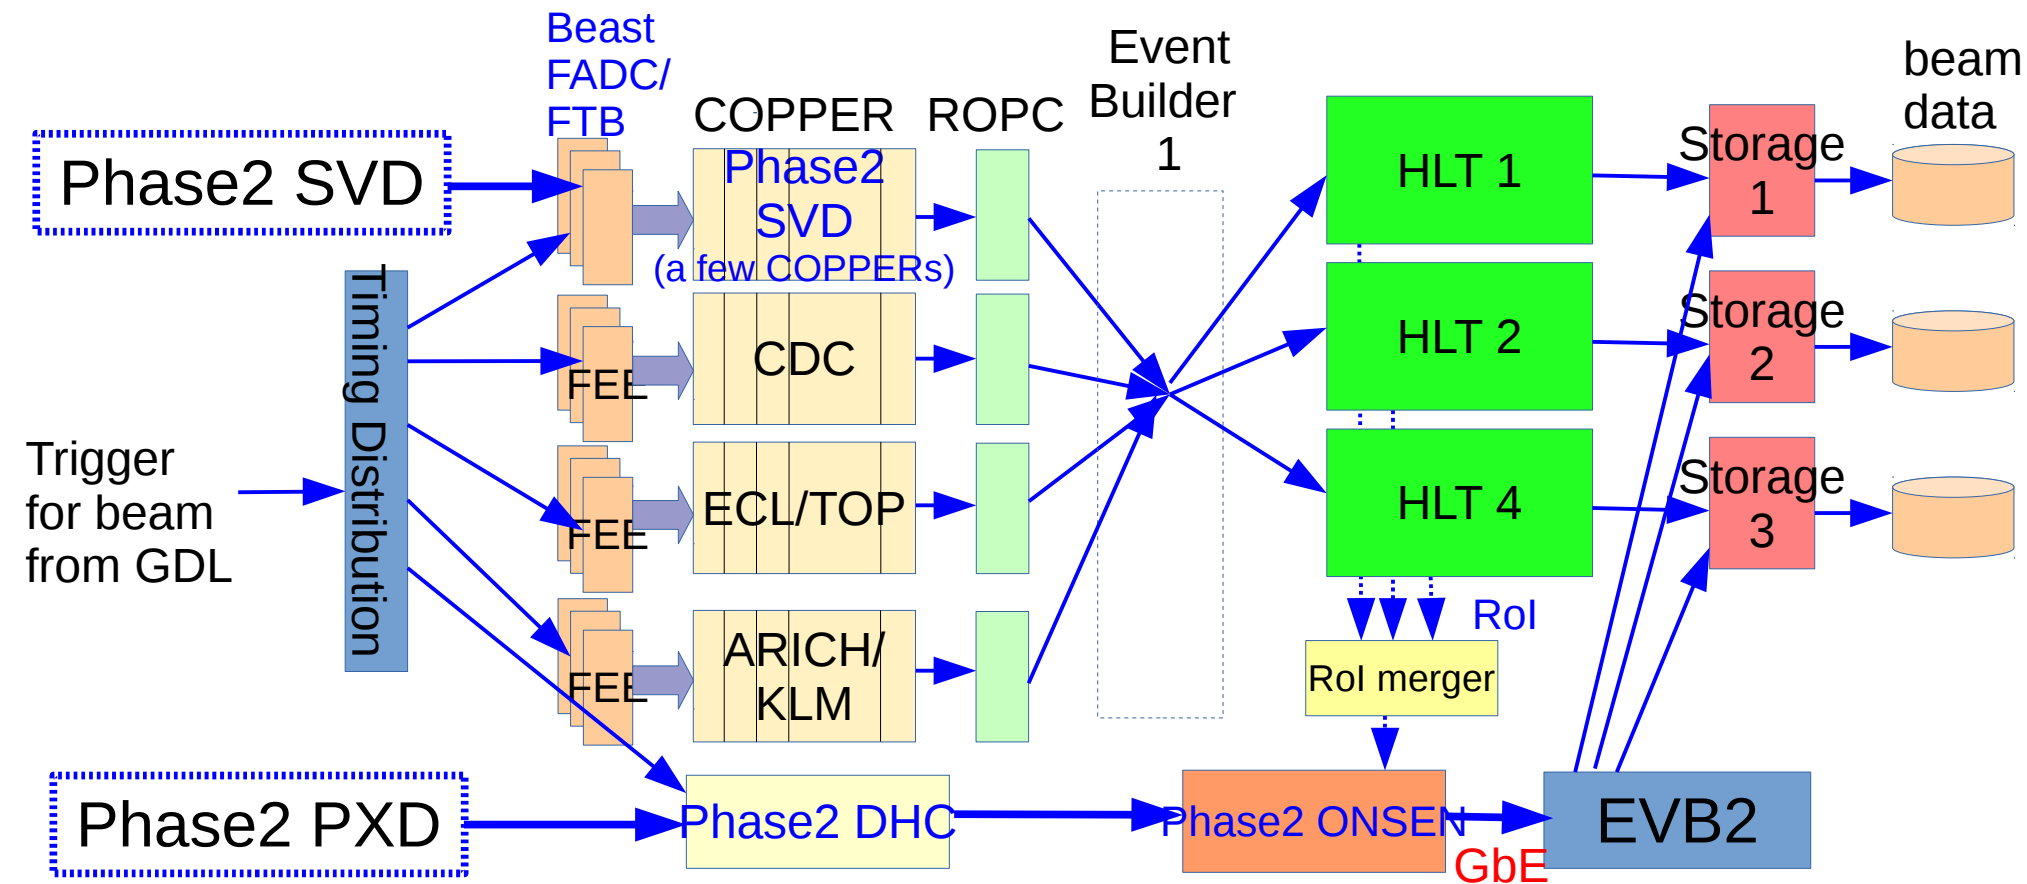 Beast
FADC/
FTB
COPPER
ROPC
Event
Builder
1
beam
data
Phase2 SVD
Phase2
SVD
(a few COPPERs)
HLT 1
Storage
1
Timing Distribution
FEE
CDC
HLT 2
Storage
2
Trigger
for beam
from GDL
FEE
ECL/TOP
HLT 4
Storage
3
FEE
ARICH/
KLM
RoI
RoI merger
Phase2 PXD
Phase2 DHC
Phase2 ONSEN
GbE
EVB2